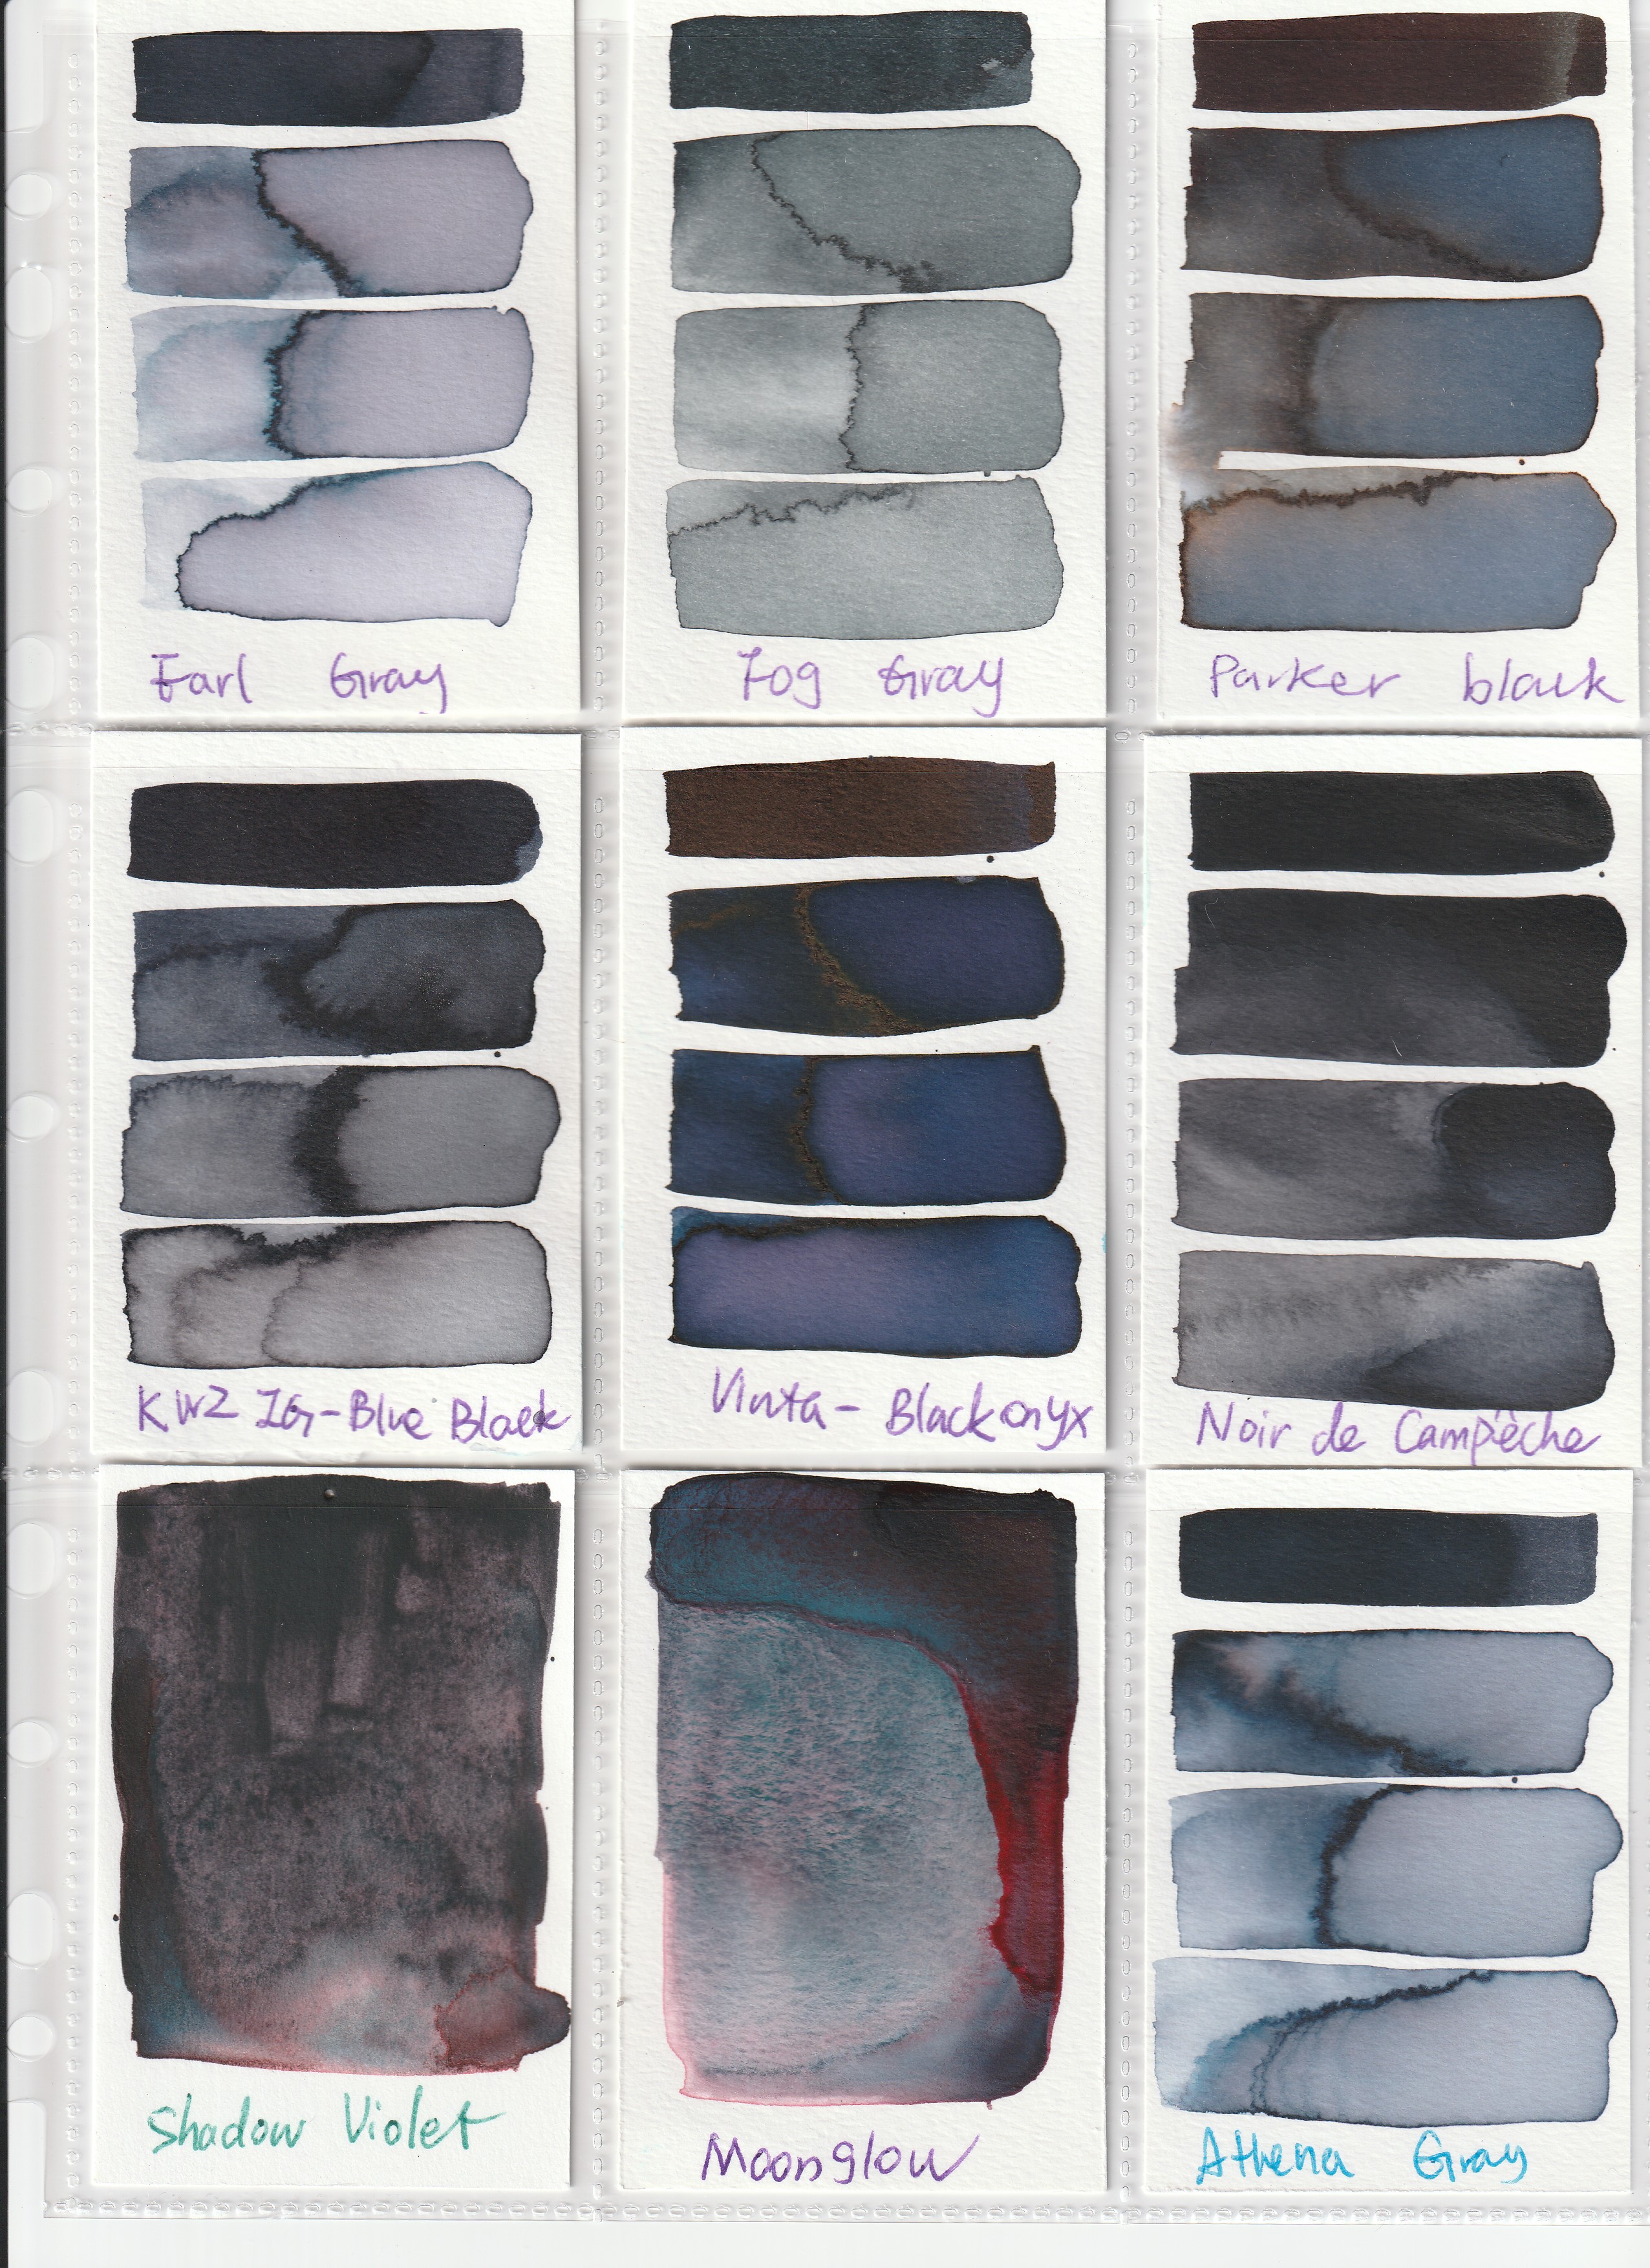 Earl Gray
Fog Gray
Parker black
KWZ IG-Blue Black
Vinta - Black onyx
Noir de Campêche
Shadow Violet
Moonglow
Athena Gray